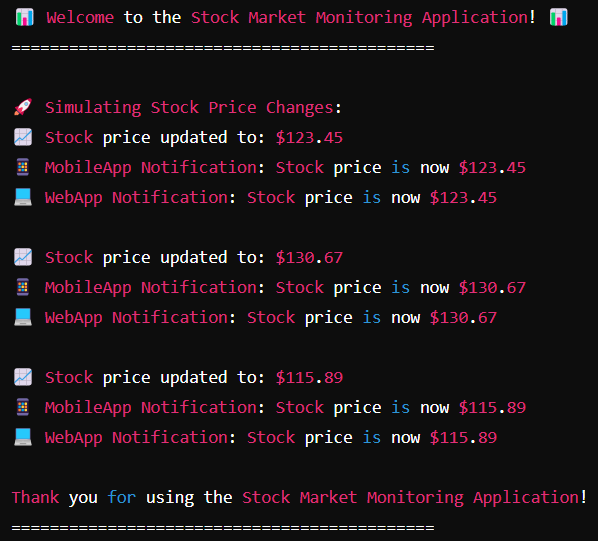 📊 Welcome to the Stock Market Monitoring Application! 📊
============================================
🚀 Simulating Stock Price Changes:
📈 Stock price updated to: $123.45
📱 MobileApp Notification: Stock price is now $123.45
💻 WebApp Notification: Stock price is now $123.45
📈 Stock price updated to: $130.67
📱 MobileApp Notification: Stock price is now $130.67
💻 WebApp Notification: Stock price is now $130.67
📈 Stock price updated to: $115.89
📱 MobileApp Notification: Stock price is now $115.89
💻 WebApp Notification: Stock price is now $115.89
Thank you for using the Stock Market Monitoring Application!
============================================